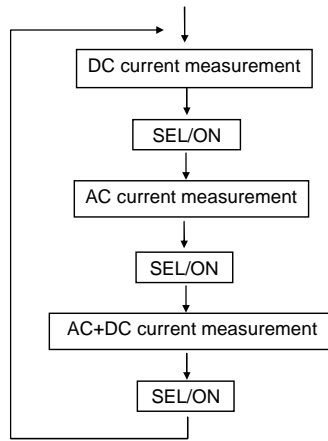 DC current measurement
SEL/ON
AC current measurement
SEL/ON
AC+DC current measurement
SEL/ON